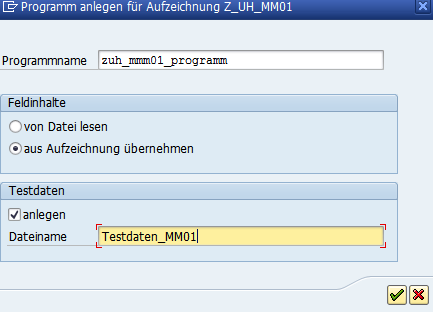 Programm anlegen für Aufzeichnung Z_UH_MM01
Programmname zuh_mmm01_programm
Feldinhalte
von Datei lesen
aus Aufzeichnung übernehmen
Testdaten
anlegen
Dateiname Testdaten_MM01